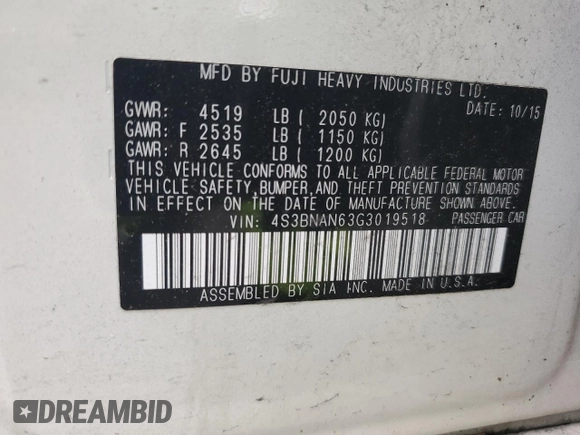 MFD BY FUJI HEAVY INDUSTRIES LTD.
DATE: 10/15
GVWR: 4519 LB ( 2050 KG)
GAWR: F 2535 LB ( 1150 KG)
GAWR: R 2645 LB ( 1200 KG)
THIS VEHICLE CONFORMS TO ALL APPLICABLE FEDERAL MOTOR
VEHICLE SAFETY,BUMPER,AND THEFT PREVENTION STANDARDS
IN EFFECT ON THE DATE OF MANUFACTURE SHOWN ABOVE.
VIN: 4S3BNAN63G3019518 PASSENGER CAR
ASSEMBLED BY SIA INC. MADE IN U.S.A.
DREAMBID